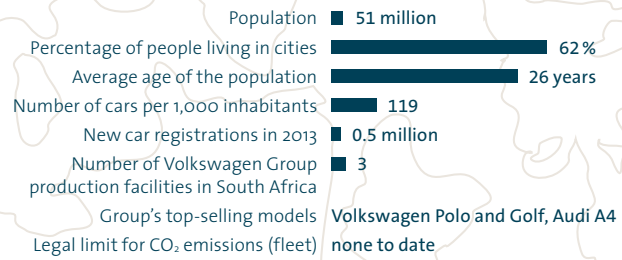 Population 51 million
Percentage of people living in cities 62 %
Average age of the population 26 years
Number of cars per 1,000 inhabitants 119
New car registrations in 2013 0.5 million
Number of Volkswagen Group 3
production facilities in South Africa
Group's top-selling models Volkswagen Polo and Golf, Audi A4
Legal limit for CO₂ emissions (fleet) none to date